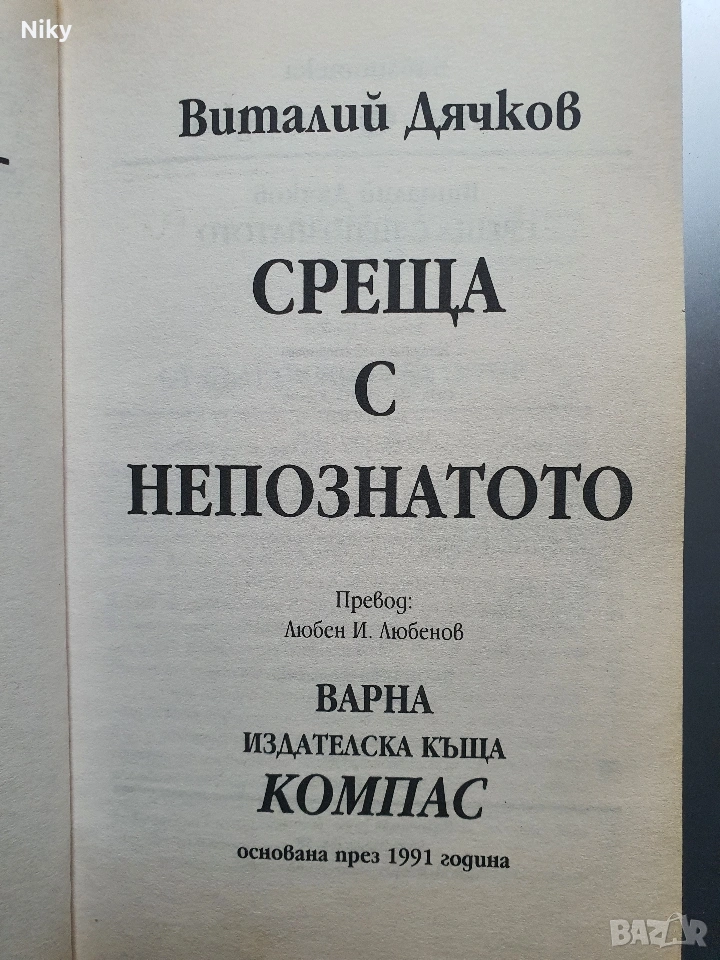 Niky
Виталий Дячков
СРЕЩА
С
НЕПОЗНАТОТО
Превод:
Любен И. Любенов
ВАРНА
ИЗДАТЕЛСКА КЪЩА
КОМПАС
основана през 1991 година
BAZAR